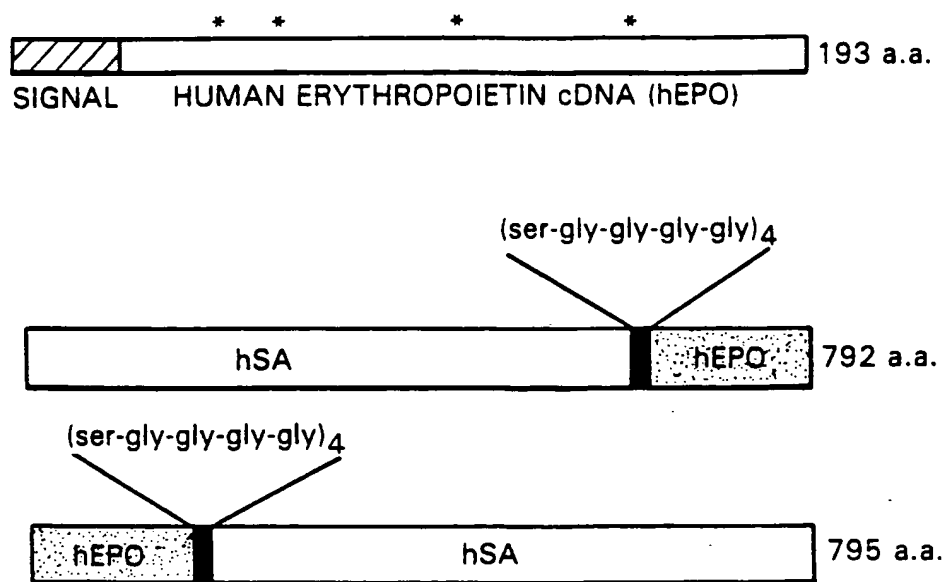 * * * *
193 a.a.
SIGNAL HUMAN ERYTHROPOIETIN cDNA (hEPO)
(ser-gly-gly-gly-gly)4
hSA hEPO 792 a.a.
(ser-gly-gly-gly-gly)4
hEPO hSA 795 a.a.